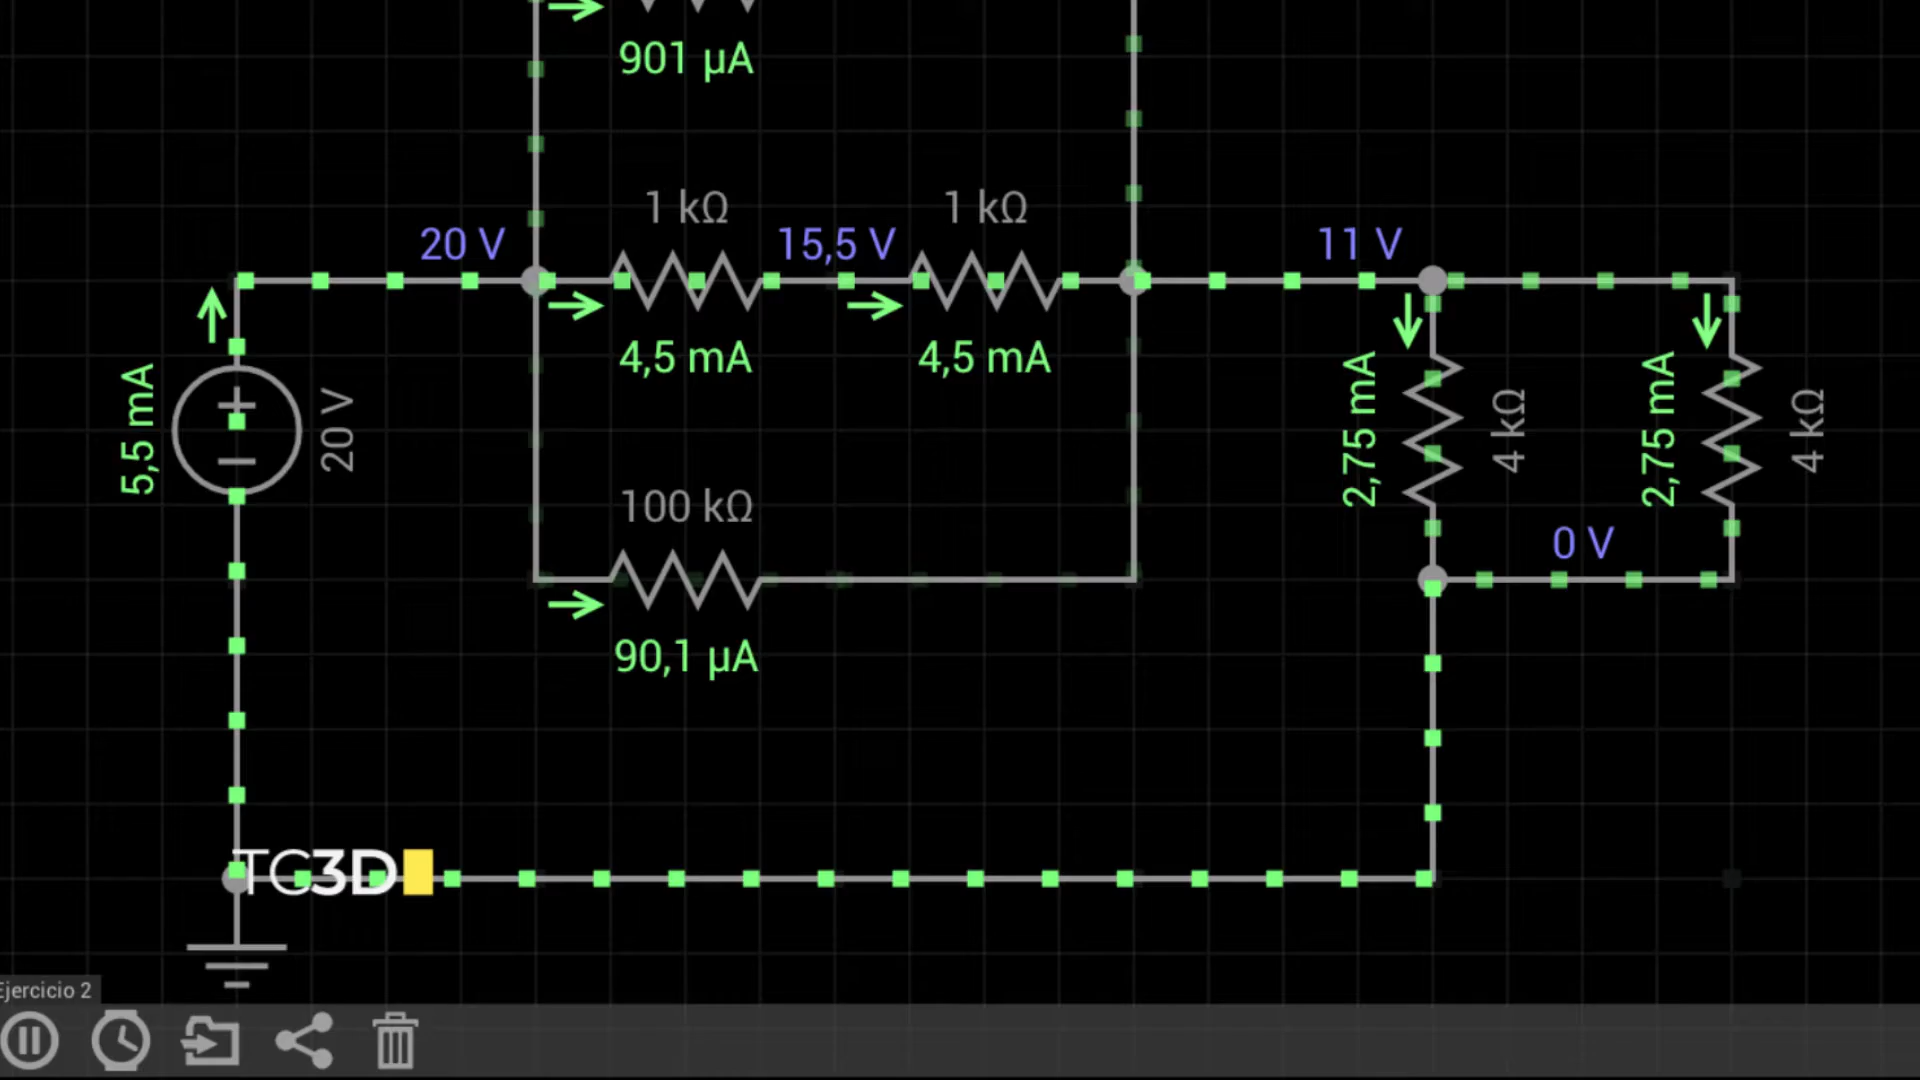 901 µA
1 kΩ
1 kΩ
20 V
15,5 V
11 V
4,5 mA
4,5 mA
5,5 mA
20 V
2,75 mA
4 kΩ
2,75 mA
4 kΩ
100 kΩ
0 V
90,1 µA
TC3D
Ejercicio 2